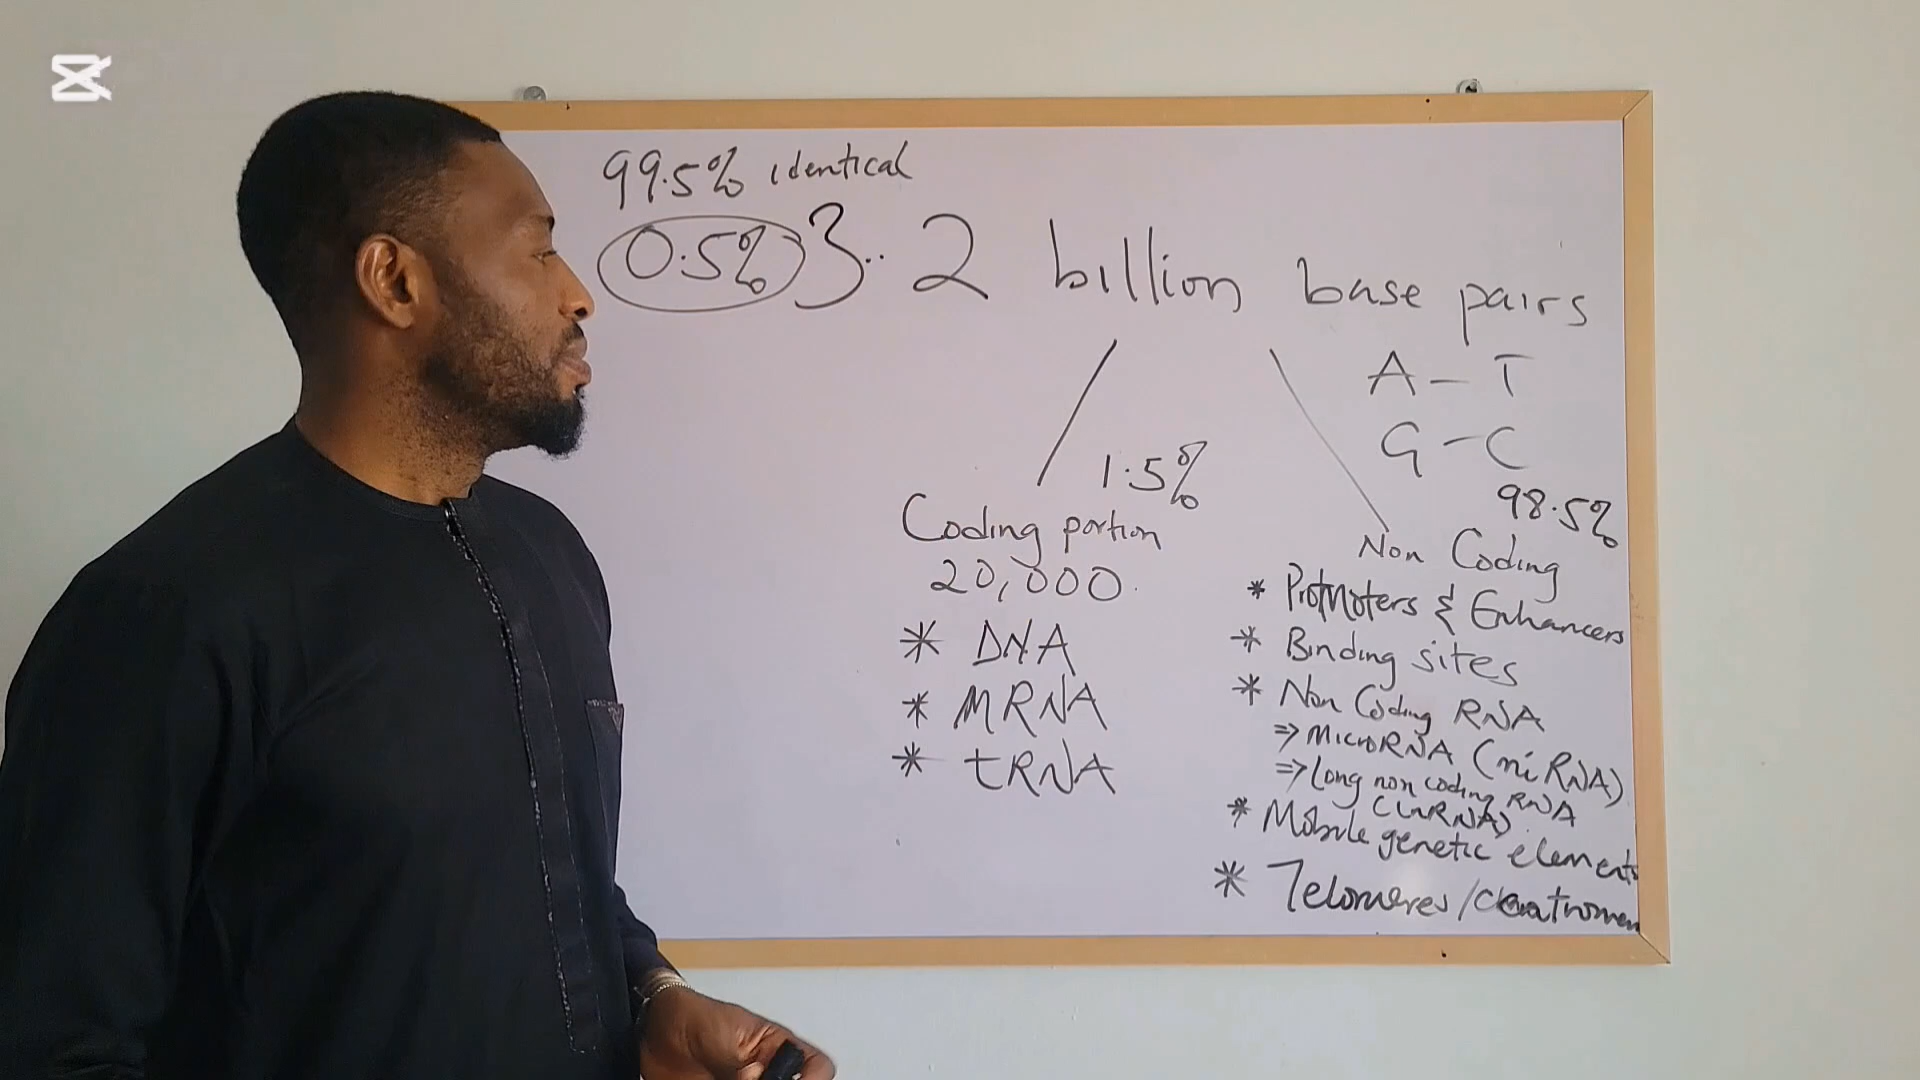 99.5% identical
0.5% 3.2 billion base pairs
A - T
G - C
1.5%
Coding portion
20,000
* DNA
* MRNA
* tRNA
98.5%
Non Coding
* Promoters & Enhancers
* Binding sites
* Non Coding RNA
⇒ MicroRNA (miRNA)
⇒ Long non coding RNA
(lnRNA)
* Mobile genetic elements
* Telomeres /